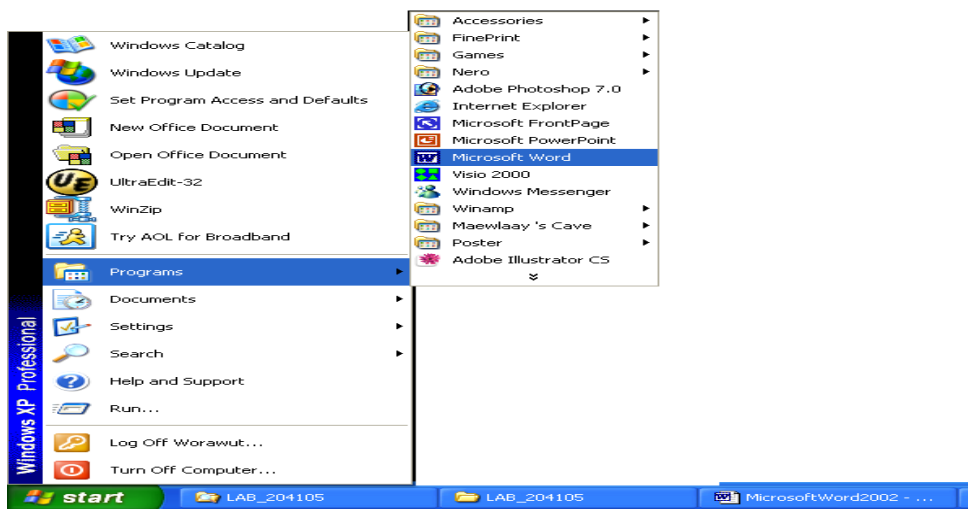 Windows Catalog
Windows Update
Set Program Access and Defaults
New Office Document
Open Office Document
UltraEdit-32
WinZip
Try AOL for Broadband
Programs
Documents
Settings
Search
Help and Support
Run...
Log Off Worawut...
Turn Off Computer...
Windows XP Professional
Accessories
FinePrint
Games
Nero
Adobe Photoshop 7.0
Internet Explorer
Microsoft FrontPage
Microsoft PowerPoint
Microsoft Word
Visio 2000
Windows Messenger
Winamp
Maewlaay 's Cave
Poster
Adobe Illustrator CS
start
LAB_204105
LAB_204105
MicrosoftWord2002 - ...